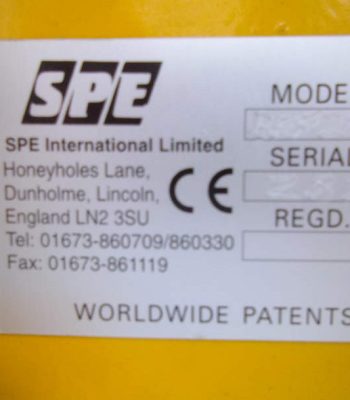 SPE
SPE International Limited
Honeyholes Lane,
Dunholme, Lincoln,
England LN2 3SU
Tel: 01673-860709/860330
Fax: 01673-861119
CE
MODE
SERIAL
REGD.
WORLDWIDE PATENTS